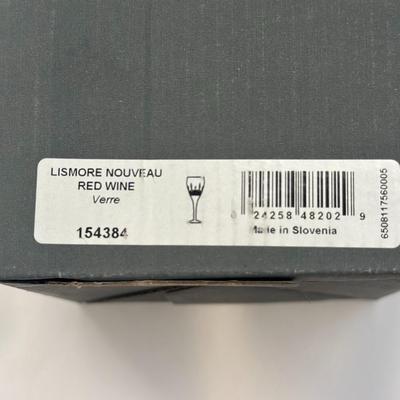 LISMORE NOUVEAU
RED WINE
Verre
154384
24258 48202 9
Made in Slovenia
6508117560005